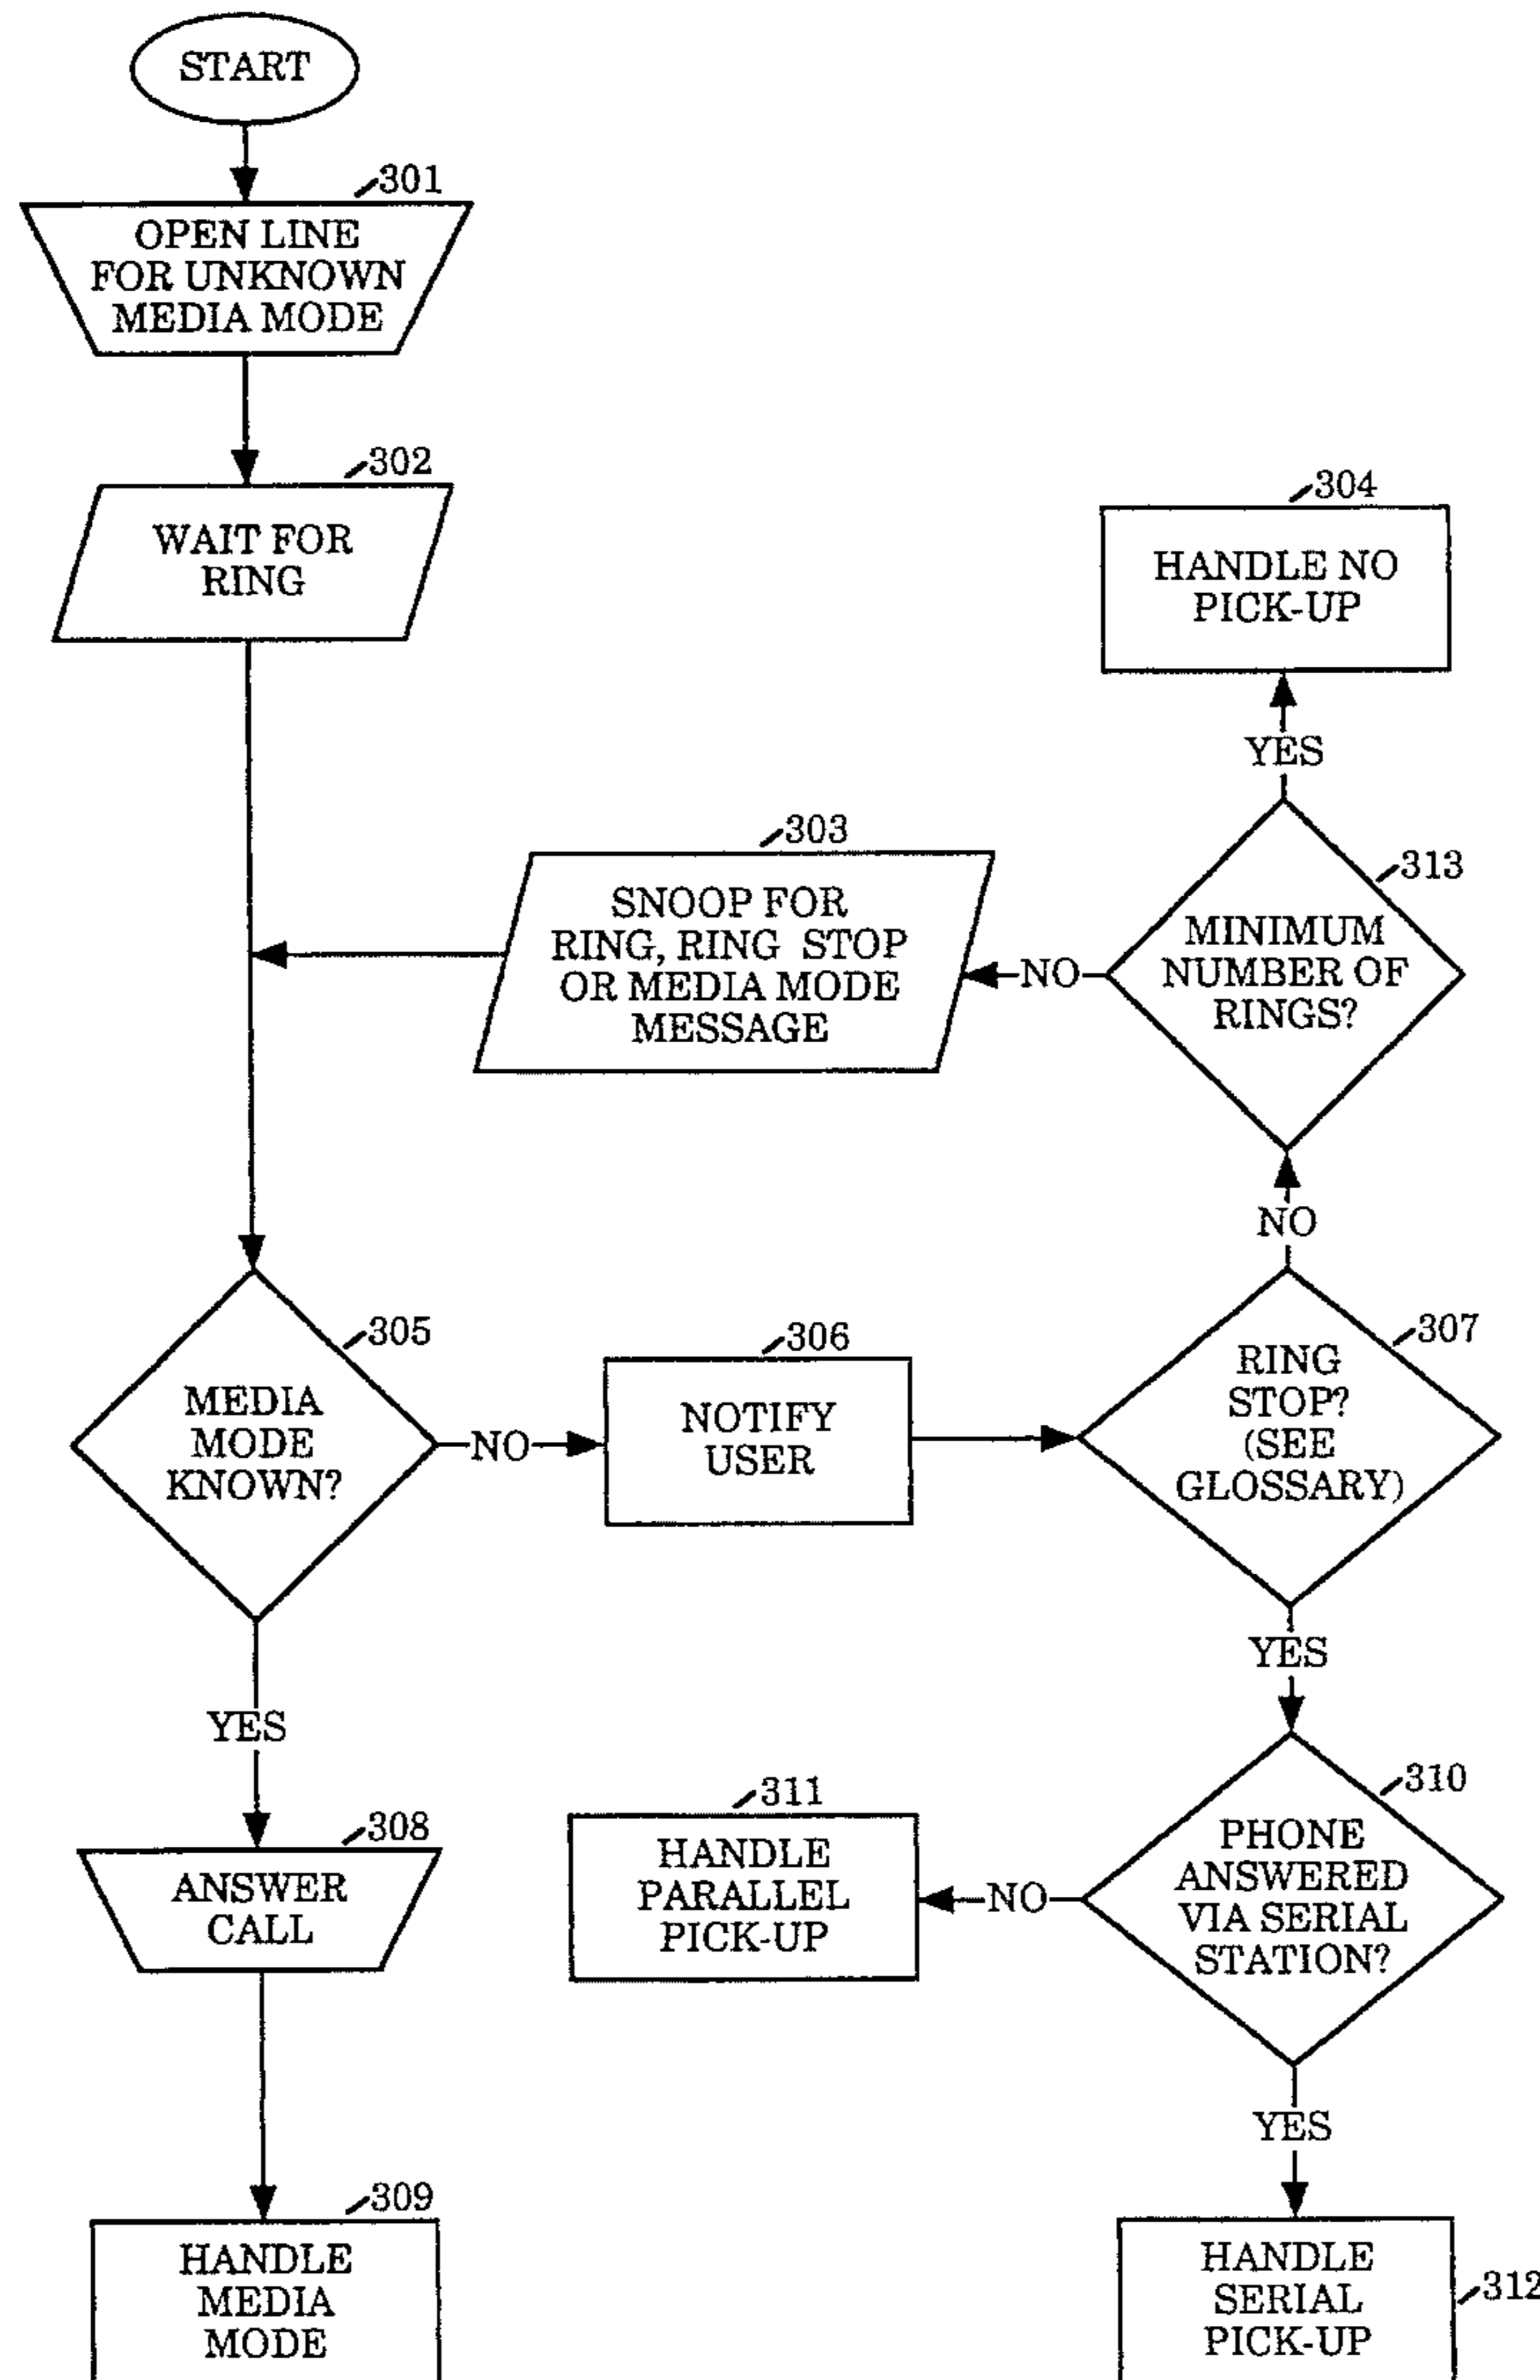 START
301
OPEN LINE
FOR UNKNOWN
MEDIA MODE
302
WAIT FOR
RING
304
HANDLE NO
PICK-UP
YES
303
SNOOP FOR
RING, RING STOP
OR MEDIA MODE
MESSAGE
313
MINIMUM
NUMBER OF
RINGS?
NO
NO
305
MEDIA
MODE
KNOWN?
NO
306
NOTIFY
USER
307
RING
STOP?
(SEE
GLOSSARY)
YES
YES
308
ANSWER
CALL
311
HANDLE
PARALLEL
PICK-UP
NO
310
PHONE
ANSWERED
VIA SERIAL
STATION?
YES
309
HANDLE
MEDIA
MODE
HANDLE
SERIAL
PICK-UP
312